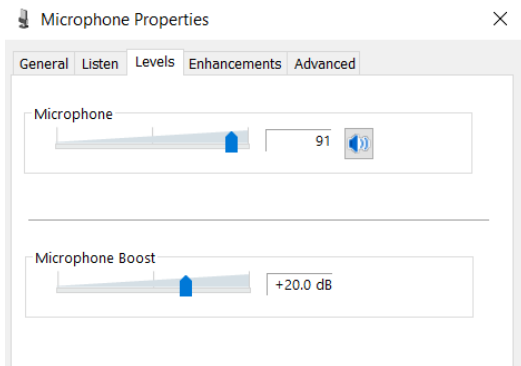 Microphone Properties
General Listen Levels Enhancements Advanced
Microphone
91
Microphone Boost
+20.0 dB